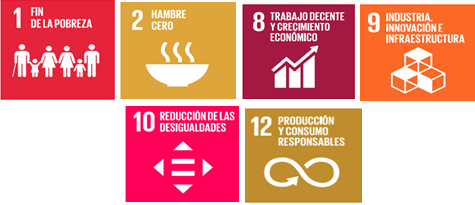 1 FIN
DE LA POBREZA
2 HAMBRE
CERO
8 TRABAJO DECENTE
Y CRECIMIENTO
ECONÓMICO
9 INDUSTRIA,
INNOVACIÓN E
INFRAESTRUCTURA
10 REDUCCIÓN DE LAS
DESIGUALDADES
12 PRODUCCIÓN
Y CONSUMO
RESPONSABLES